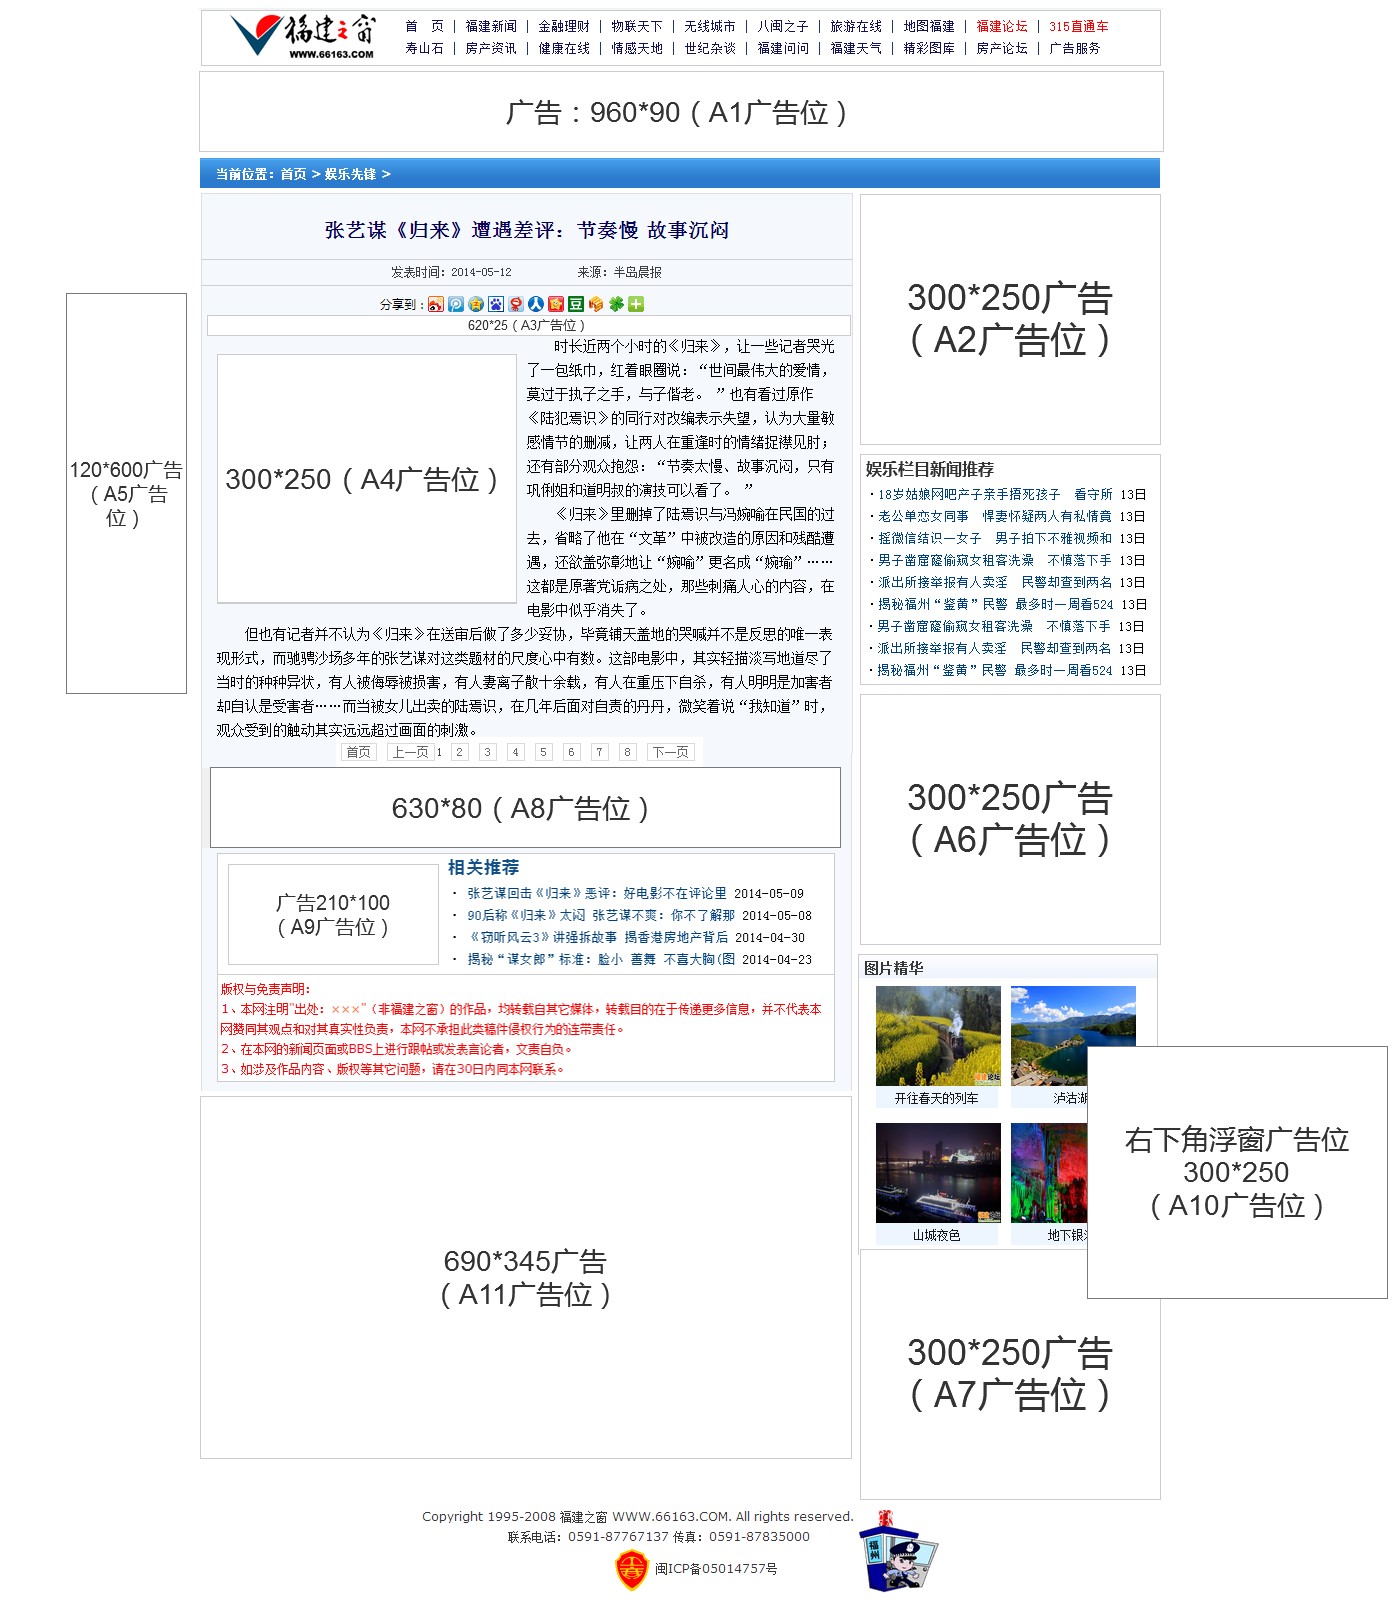 福建之窗
www.66163.com
首　页 | 福建新闻 | 金融理财 | 物联天下 | 无线城市 | 八闽之子 | 旅游在线 | 地图福建 | 福建论坛 | 315直通车
寿山石 | 房产资讯 | 健康在线 | 情感天地 | 世纪杂谈 | 福建问问 | 福建天气 | 精彩图库 | 房产论坛 | 广告服务
广告：960*90（A1广告位）
当前位置：首页 > 娱乐先锋 >
张艺谋《归来》遭遇差评：节奏慢 故事沉闷
发表时间：2014-05-12　来源：半岛晨报
分享到：
620*25（A3广告位）
时长近两个小时的《归来》，让一些记者哭光
了一包纸巾，红着眼圈说：“世间最伟大的爱情，
莫过于执子之手，与子偕老。 ”也有看过原作
《陆犯焉识》的同行对改编表示失望，认为大量敏
感情节的删减，让两人在重逢时的情绪捉襟见肘；
还有部分观众抱怨：“节奏太慢、故事沉闷，只有
巩俐姐和道明叔的演技可以看了。 ”
《归来》里删掉了陆焉识与冯婉喻在民国的过
去，省略了他在“文革”中被改造的原因和残酷遭
遇，还欲盖弥彰地让“婉喻”更名成“婉瑜”……
这都是原著党诟病之处，那些刺痛人心的内容，在
电影中似乎消失了。
300*250（A4广告位）
但也有记者并不认为《归来》在送审后做了多少妥协，毕竟铺天盖地的哭喊并不是反思的唯一表
现形式，而驰骋沙场多年的张艺谋对这类题材的尺度心中有数。这部电影中，其实轻描淡写地道尽了
当时的种种异状，有人被侮辱被损害，有人妻离子散十余载，有人在重压下自杀，有人明明是加害者
却自认是受害者……而当被女儿出卖的陆焉识，在几年后面对自责的丹丹，微笑着说“我知道”时，
观众受到的触动其实远远超过画面的刺激。
首页 上一页 1 2 3 4 5 6 7 8 下一页
630*80（A8广告位）
广告210*100
（A9广告位）
相关推荐
· 张艺谋回击《归来》恶评：好电影不在评论里 2014-05-09
· 90后称《归来》太闷 张艺谋不爽：你不了解那 2014-05-08
· 《窃听风云3》讲强拆故事 揭香港房地产背后 2014-04-30
· 揭秘“谋女郎”标准：脸小 善舞 不喜大胸(图 2014-04-23
版权与免责声明：
1、本网注明"出处：×××"（非福建之窗）的作品，均转载自其它媒体，转载目的在于传递更多信息，并不代表本
网赞同其观点和对其真实性负责，本网不承担此类稿件侵权行为的连带责任。
2、在本网的新闻页面或BBS上进行跟帖或发表言论者，文责自负。
3、如涉及作品内容、版权等其它问题，请在30日内同本网联系。
690*345广告
（A11广告位）
120*600广告
（A5广告
位）
300*250广告
（A2广告位）
娱乐栏目新闻推荐
·18岁姑娘网吧产子亲手捂死孩子　看守所 13日
·老公单恋女同事　悍妻怀疑两人有私情竟 13日
·摇微信结识一女子　男子拍下不雅视频和 13日
·男子凿窟窿偷窥女租客洗澡　不慎落下手 13日
·派出所接举报有人卖淫　民警却查到两名 13日
·揭秘福州“鉴黄”民警 最多时一周看524 13日
·男子凿窟窿偷窥女租客洗澡　不慎落下手 13日
·派出所接举报有人卖淫　民警却查到两名 13日
·揭秘福州“鉴黄”民警 最多时一周看524 13日
300*250广告
（A6广告位）
图片精华
开往春天的列车
泸沽湖
山城夜色
地下银
右下角浮窗广告位
300*250
（A10广告位）
300*250广告
（A7广告位）
Copyright 1995-2008 福建之窗 WWW.66163.COM. All rights reserved.
联系电话：0591-87767137 传真：0591-87835000
闽ICP备05014757号
福州